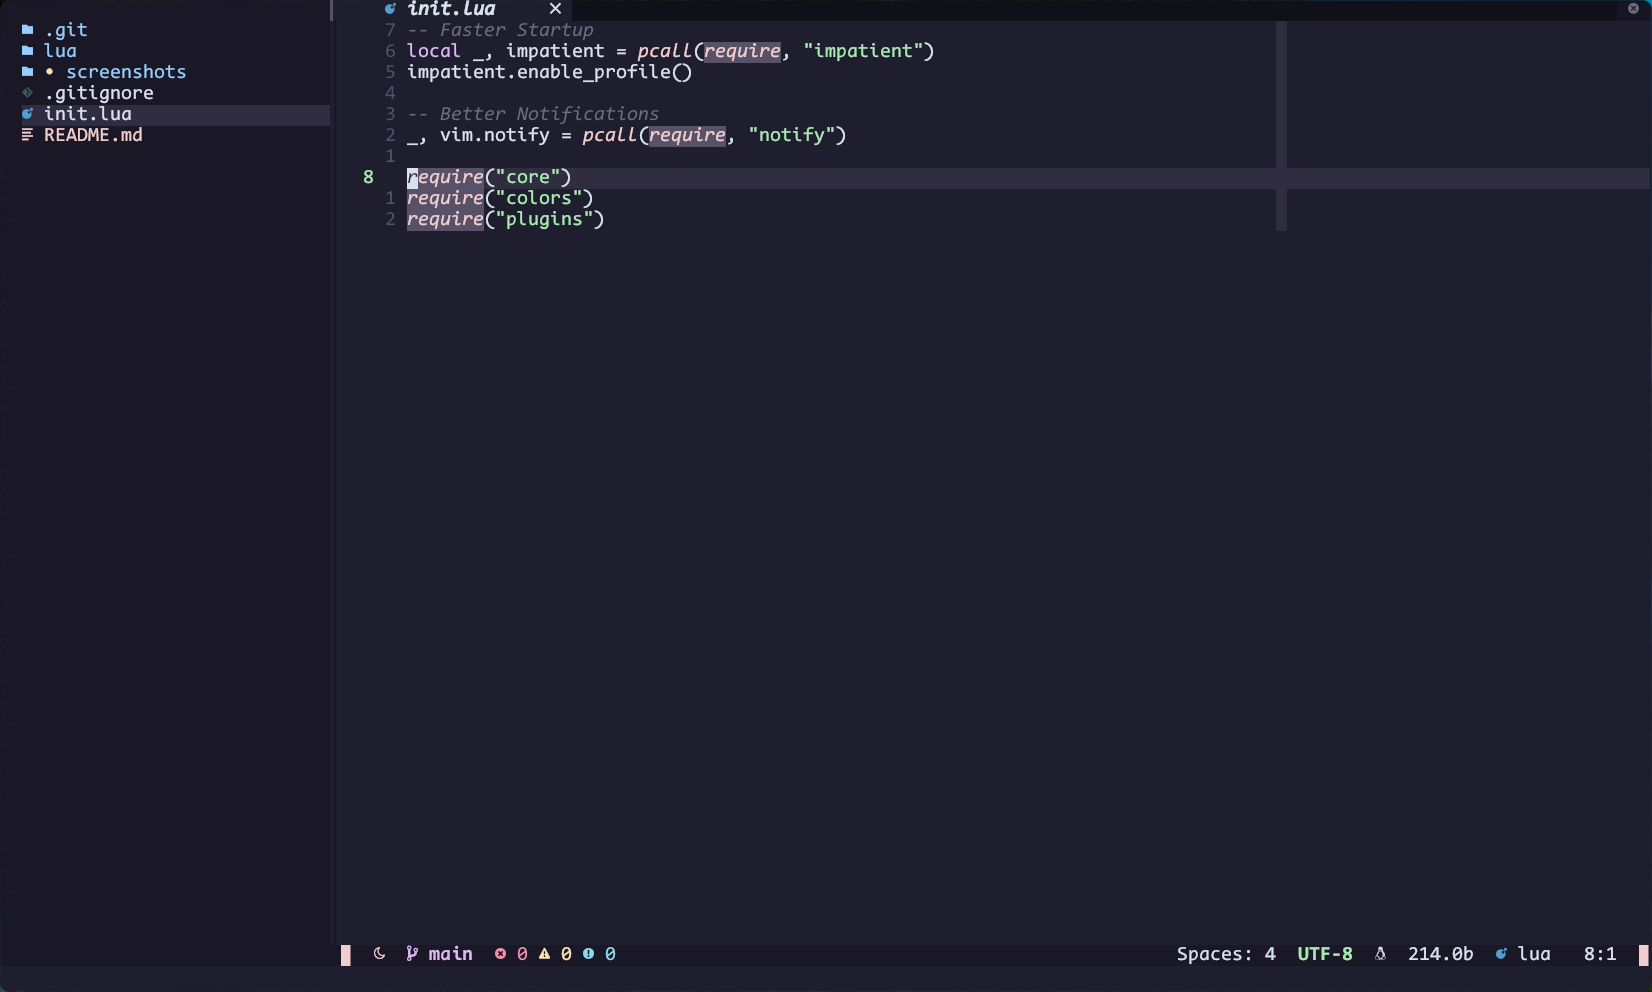 .git
lua
screenshots
.gitignore
init.lua
README.md
init.lua
7 -- Faster Startup
6 local _, impatient = pcall(require, "impatient")
5 impatient.enable_profile()
4
3 -- Better Notifications
2 _, vim.notify = pcall(require, "notify")
1
8 require("core")
1 require("colors")
2 require("plugins")
main 0 0 0 Spaces: 4 UTF-8 214.0b lua 8:1